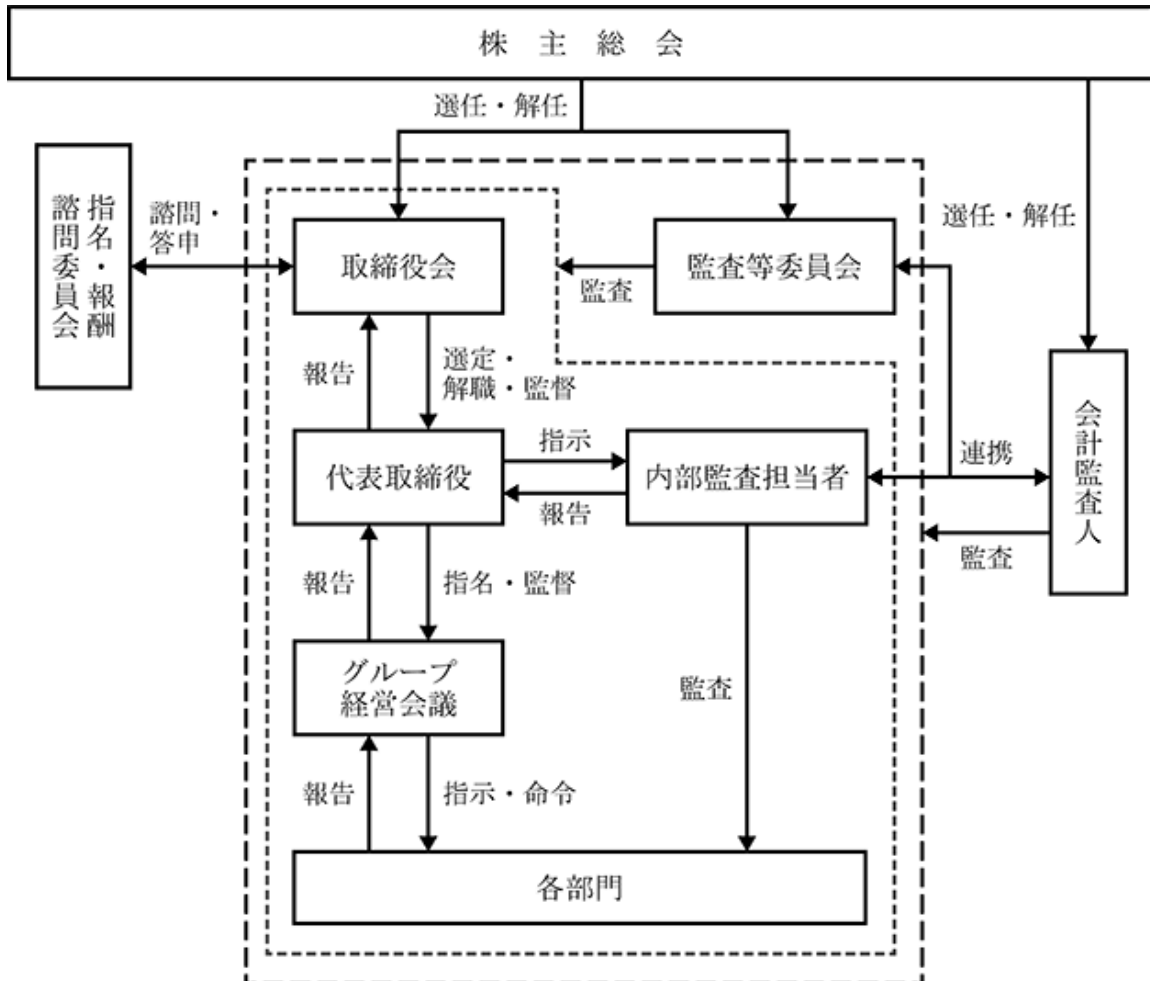 株 主 総 会
選任・解任
指名・報酬
諮問委員会
諮問・
答申
取締役会
監査
監査等委員会
選任・解任
報告
選定・
解職・監督
代表取締役
指示
報告
内部監査担当者
連携
監査
会計監査人
報告
指名・監督
グループ
経営会議
監査
報告
指示・命令
各部門